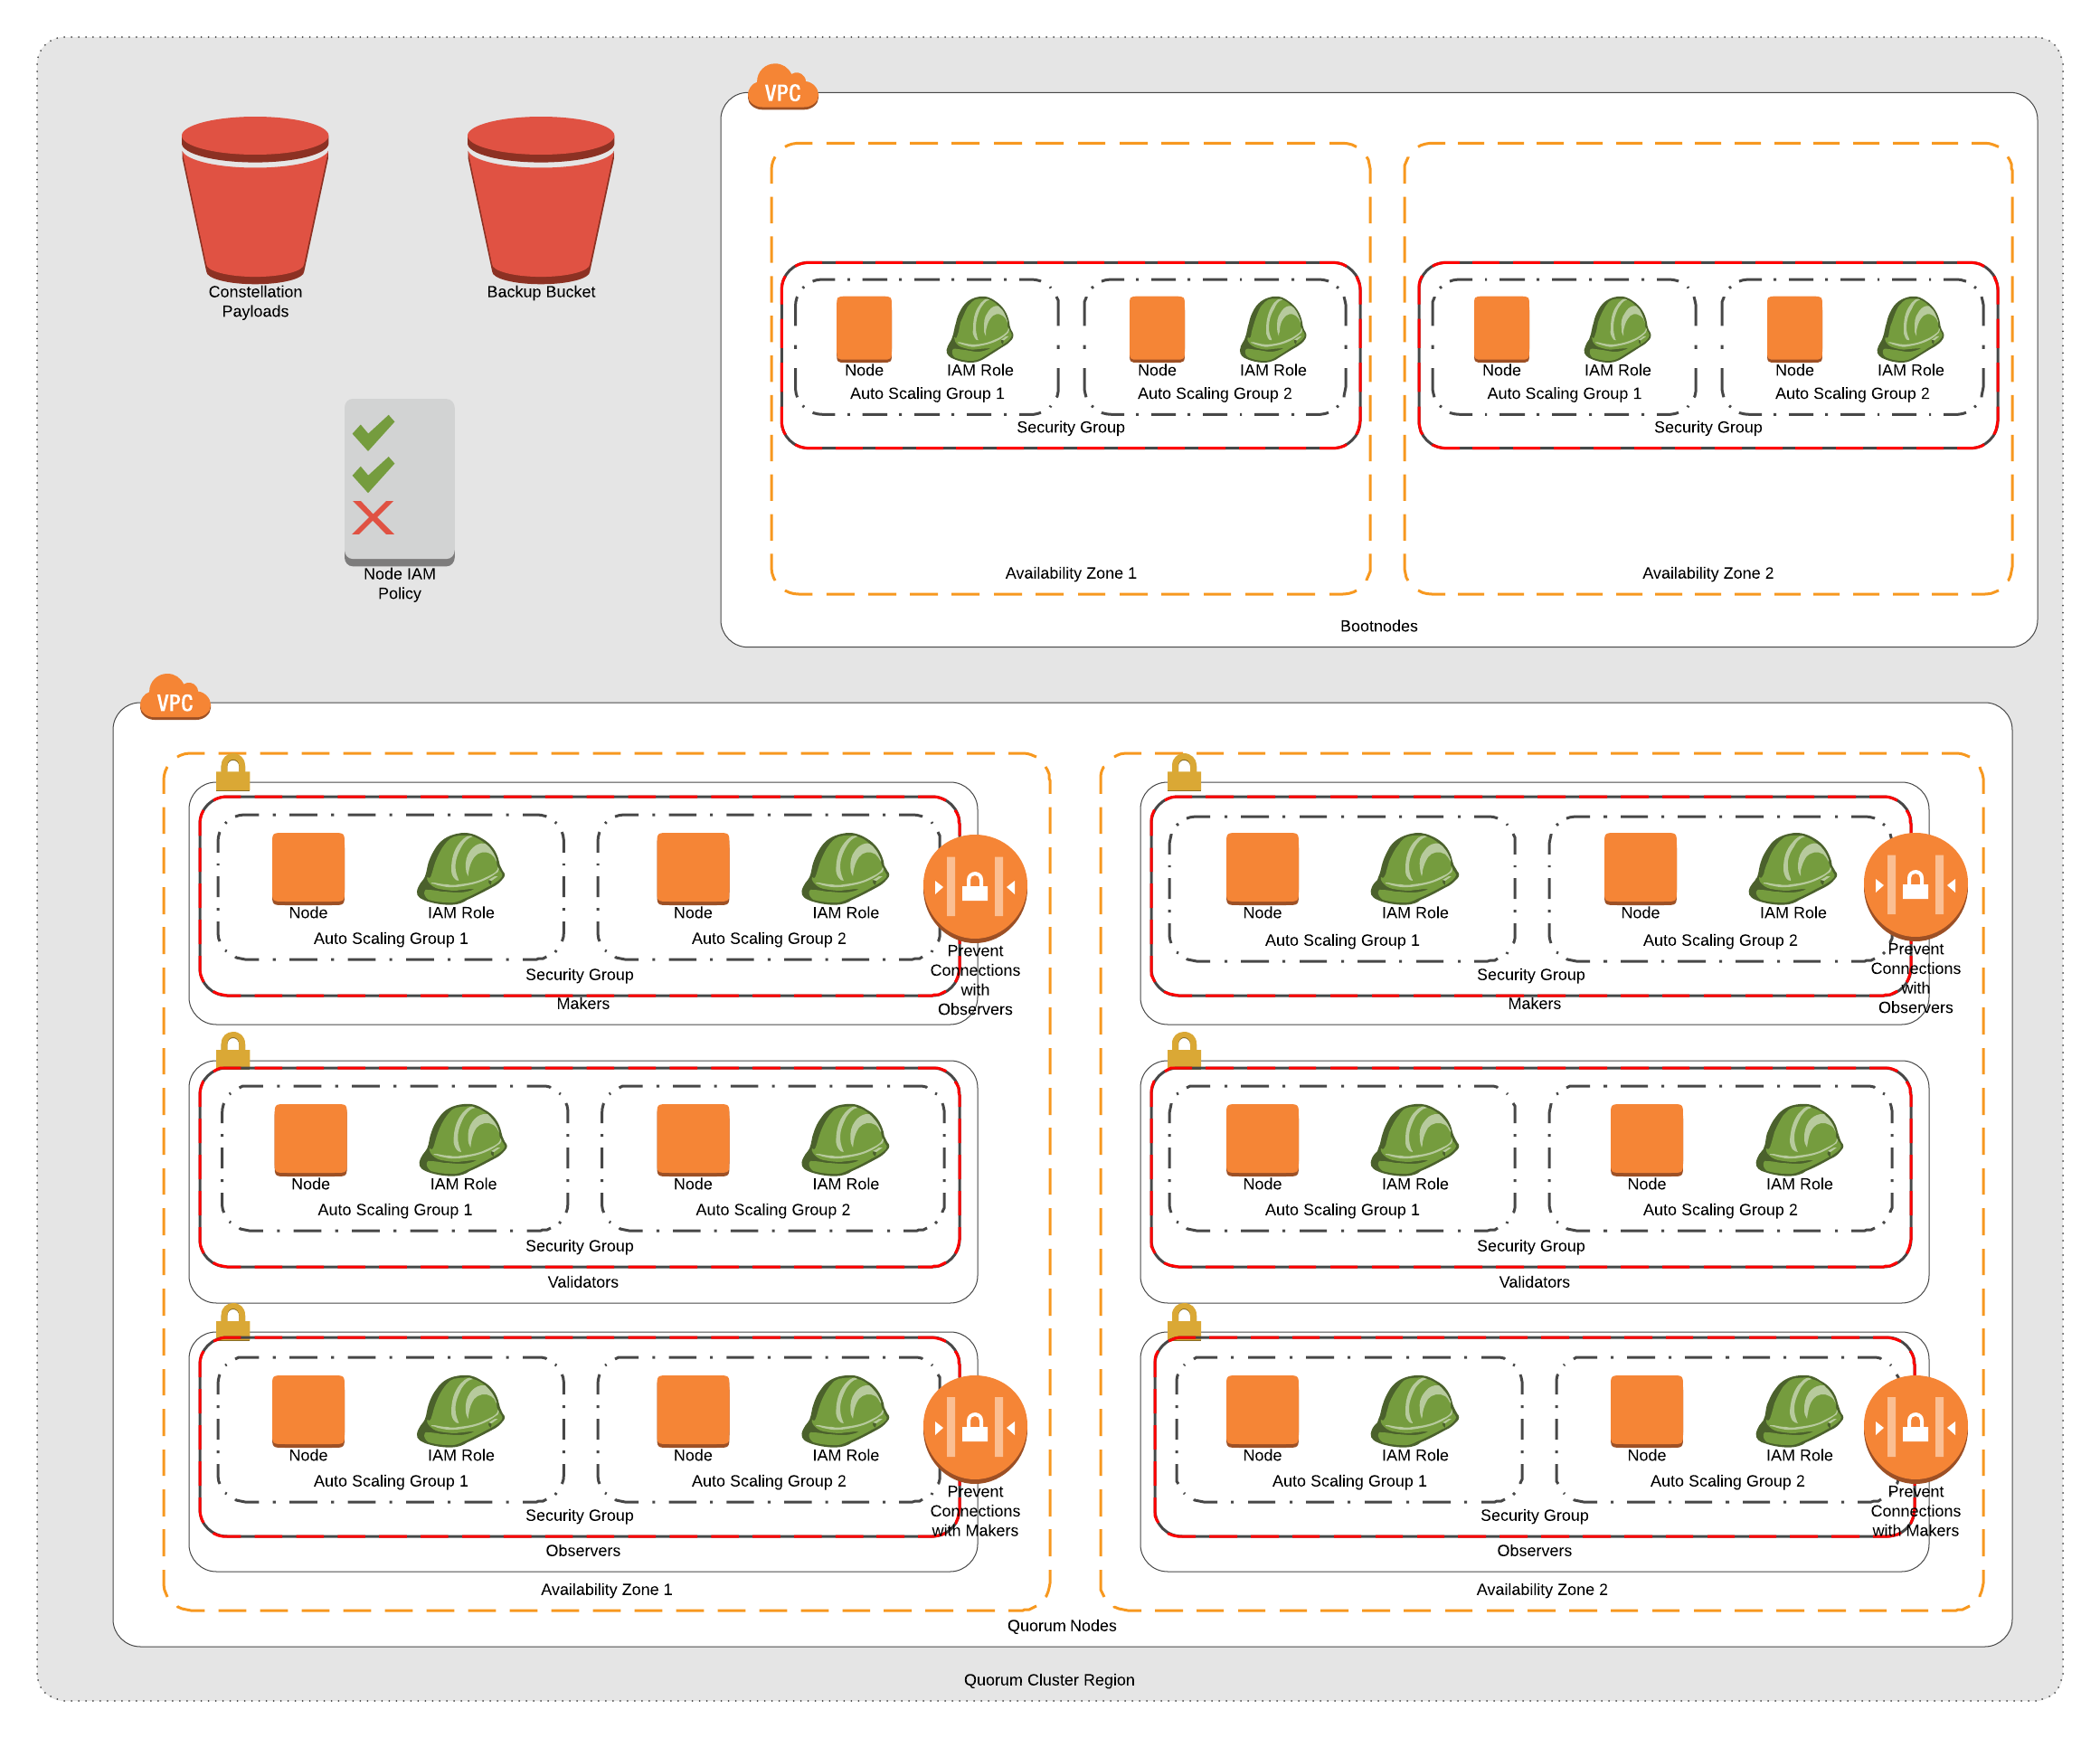 VPC
Constellation
Payloads
Backup Bucket
Node IAM
Policy
Node
IAM Role
Auto Scaling Group 1
Node
IAM Role
Auto Scaling Group 2
Security Group
Availability Zone 1
Node
IAM Role
Auto Scaling Group 1
Node
IAM Role
Auto Scaling Group 2
Security Group
Availability Zone 2
Bootnodes
VPC
Node
IAM Role
Auto Scaling Group 1
Node
IAM Role
Auto Scaling Group 2
Security Group
Makers
Prevent
Connections
with
Observers
Node
IAM Role
Auto Scaling Group 1
Node
IAM Role
Auto Scaling Group 2
Security Group
Validators
Node
IAM Role
Auto Scaling Group 1
Node
IAM Role
Auto Scaling Group 2
Security Group
Observers
Prevent
Connections
with Makers
Availability Zone 1
Node
IAM Role
Auto Scaling Group 1
Node
IAM Role
Auto Scaling Group 2
Security Group
Makers
Prevent
Connections
with
Observers
Node
IAM Role
Auto Scaling Group 1
Node
IAM Role
Auto Scaling Group 2
Security Group
Validators
Node
IAM Role
Auto Scaling Group 1
Node
IAM Role
Auto Scaling Group 2
Security Group
Observers
Prevent
Connections
with Makers
Availability Zone 2
Quorum Nodes
Quorum Cluster Region